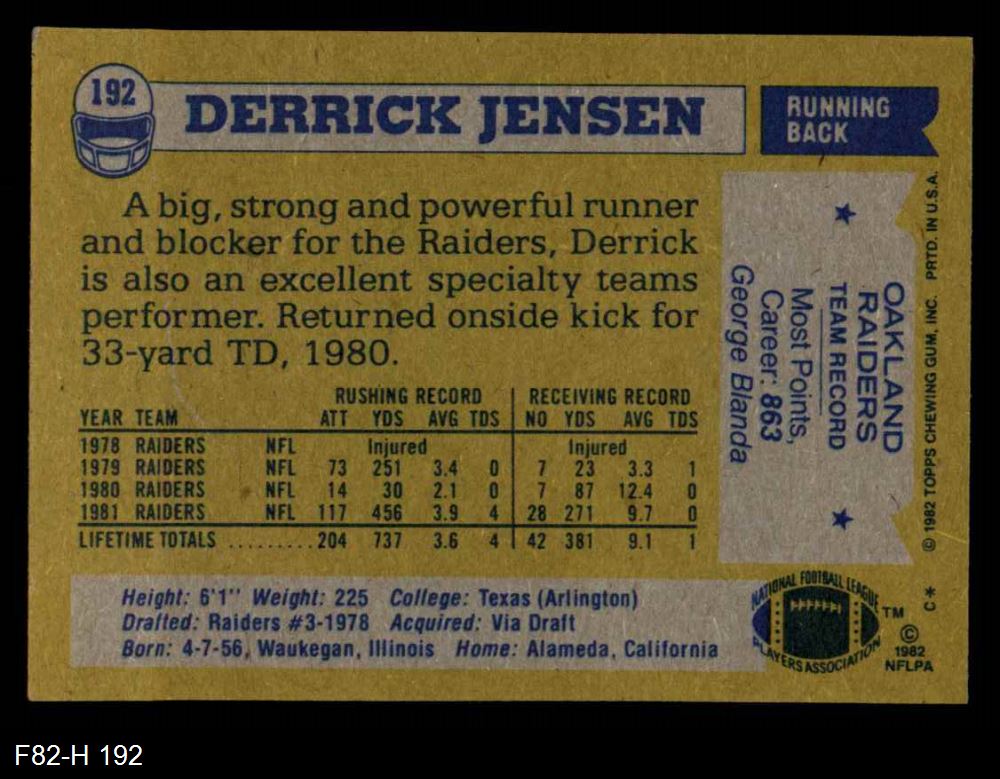 192
DERRICK JENSEN
RUNNING
BACK
A big, strong and powerful runner
and blocker for the Raiders, Derrick
is also an excellent specialty teams
performer. Returned onside kick for
33-yard TD, 1980.
OAKLAND
RAIDERS
TEAM RECORD
Most Points,
Career: 863
George Blanda
© 1982 TOPPS CHEWING GUM, INC. PRTD. IN U.S.A.
RUSHING RECORD RECEIVING RECORD
YEAR TEAM ATT YDS AVG TDS NO YDS AVG TDS
1978 RAIDERS NFL Injured Injured
1979 RAIDERS NFL 73 251 3.4 0 7 23 3.3 1
1980 RAIDERS NFL 14 30 2.1 0 7 87 12.4 0
1981 RAIDERS NFL 117 456 3.9 4 28 271 9.7 0
LIFETIME TOTALS .......... 204 737 3.6 4 42 381 9.1 1
Height: 6'1" Weight: 225 College: Texas (Arlington)
Drafted: Raiders #3-1978 Acquired: Via Draft
Born: 4-7-56, Waukegan, Illinois Home: Alameda, California
NATIONAL FOOTBALL LEAGUE
PLAYERS ASSOCIATION
TM
C*
©
1982
NFLPA
F82-H 192